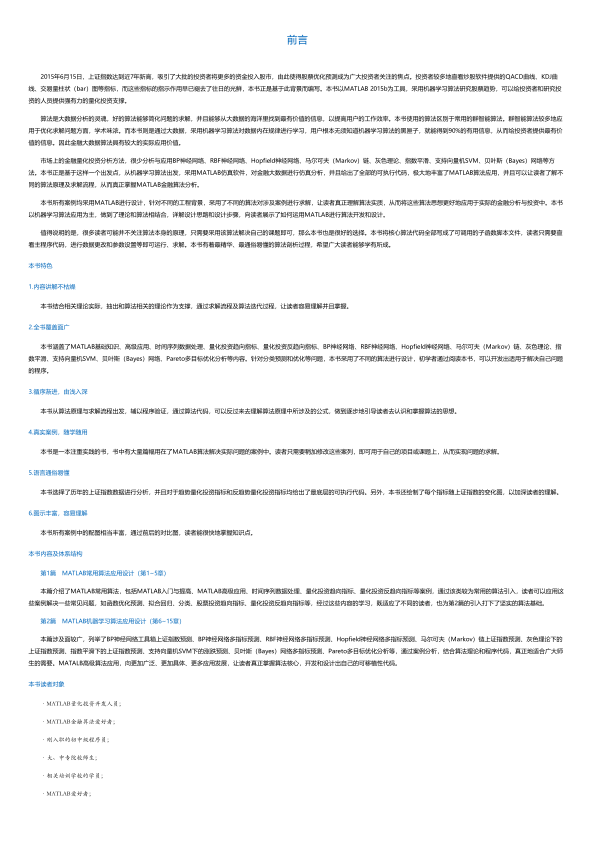 前言
2015年6月15日，上证指数达到近7年新高，吸引了大批的投资者将更多的资金投入股市，由此使得股票优化预测成为广大投资者关注的焦点。投资者较多地查看炒股软件提供的QACD曲线、KDJ曲
线、交易量柱状（bar）图等指标，而这些指标的指示作用早已褪去了往日的光鲜，本书正是基于此背景而编写。本书以MATLAB 2015b为工具，采用机器学习算法研究股票趋势，可以给投资者和研究投
资的人员提供强有力的量化投资支撑。
算法是大数据分析的灵魂，好的算法能够简化问题的求解，并且能够从大数据的海洋里找到最有价值的信息，以提高用户的工作效率。本书使用的算法区别于常用的群智能算法，群智能算法较多地应
用于优化求解问题方面，学术味浓。而本书则是通过大数据，采用机器学习算法对数据内在规律进行学习，用户根本无须知道机器学习算法的黑匣子，就能得到90%的有用信息，从而给投资者提供最有价
值的信息。因此金融大数据算法具有较大的实际应用价值。
市场上的金融量化投资分析方法，很少分析与应用BP神经网络、RBF神经网络、Hopfield神经网络、马尔可夫（Markov）链、灰色理论、指数平滑、支持向量机SVM、贝叶斯（Bayes）网络等方
法。本书正是基于这样一个出发点，从机器学习算法出发，采用MATLAB仿真软件，对金融大数据进行仿真分析，并且给出了全部的可执行代码，极大地丰富了MATLAB算法应用，并且可以让读者了解不
同的算法原理及求解流程，从而真正掌握MATLAB金融算法分析。
本书所有案例均采用MATLAB进行设计，针对不同的工程背景，采用了不同的算法对涉及案例进行求解，让读者真正理解算法实质，从而将这些算法思想更好地应用于实际的金融分析与投资中。本书
以机器学习算法应用为主，做到了理论和算法相结合，详解设计思路和设计步骤，向读者展示了如何运用MATLAB进行算法开发和设计。
值得说明的是，很多读者可能并不关注算法本身的原理，只需要采用该算法解决自己的课题即可，那么本书也是很好的选择。本书将核心算法代码全部写成了可调用的子函数脚本文件，读者只需要查
看主程序代码，进行数据更改和参数设置等即可运行，求解。本书有着最精华、最通俗易懂的算法剖析过程，希望广大读者能够学有所成。
本书特色
1.内容讲解不枯燥
本书结合相关理论实际，抽出和算法相关的理论作为支撑，通过求解流程及算法迭代过程，让读者容易理解并且掌握。
2.全书覆盖面广
本书涵盖了MATLAB基础知识、高级应用、时间序列数据处理、量化投资趋向指标、量化投资反趋向指标、BP神经网络、RBF神经网络、Hopfield神经网络、马尔可夫（Markov）链、灰色理论、指
数平滑、支持向量机SVM、贝叶斯（Bayes）网络、Pareto多目标优化分析等内容。针对分类预测和优化等问题，本书采用了不同的算法进行设计，初学者通过阅读本书，可以开发出适用于解决自己问题
的程序。
3.循序渐进，由浅入深
本书从算法原理与求解流程出发，辅以程序验证，通过算法代码，可以反过来去理解算法原理中所涉及的公式，做到逐步地引导读者去认识和掌握算法的思想。
4.真实案例，随学随用
本书是一本注重实践的书，书中有大量篇幅用在了MATLAB算法解决实际问题的案例中。读者只需要稍加修改这些案列，即可用于自己的项目或课题上，从而实现问题的求解。
5.语言通俗易懂
本书选择了历年的上证指数数据进行分析，并且对于趋势量化投资指标和反趋势量化投资指标均给出了最底层的可执行代码。另外，本书还绘制了每个指标随上证指数的变化图，以加深读者的理解。
6.图示丰富，容易理解
本书所有案例中的配图相当丰富，通过前后的对比图，读者能很快地掌握知识点。
本书内容及体系结构
第1篇 MATLAB常用算法应用设计（第1~5章）
本篇介绍了MATLAB常用算法，包括MATLAB入门与提高、MATLAB高级应用、时间序列数据处理、量化投资趋向指标、量化投资反趋向指标等案例，通过该类较为常用的算法引入，读者可以应用这
些案例解决一些常见问题，如函数优化预测、拟合回归、分类、股票投资趋向指标、量化投资反趋向指标等，经过这些内容的学习，既适应了不同的读者，也为第2篇的引入打下了坚实的算法基础。
第2篇 MATLAB机器学习算法应用设计（第6~15章）
本篇涉及面较广，列举了BP神经网络工具箱上证指数预测、BP神经网络多指标预测、RBF神经网络多指标预测、Hopfield神经网络多指标预测、马尔可夫（Markov）链上证指数预测、灰色理论下的
上证指数预测、指数平滑下的上证指数预测、支持向量机SVM下的涨跌预测、贝叶斯（Bayes）网络多指标预测、Pareto多目标优化分析等，通过案例分析，结合算法理论和程序代码，真正地适合广大师
生的需要。MATALB高级算法应用，向更加广泛、更加具体、更多应用发展，让读者真正掌握算法核心，开发和设计出自己的可移植性代码。
本书读者对象
· MATLAB量化投资开发人员；
· MATLAB金融算法爱好者；
· 刚入职的初中级程序员；
· 大、中专院校师生；
· 相关培训学校的学员；
· MATLAB爱好者；